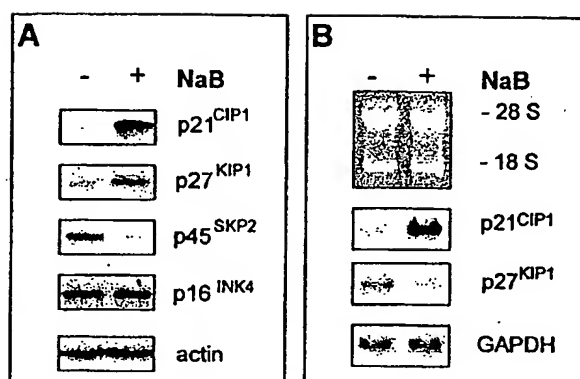 A
- + NaB
p21CIP1
p27KIP1
p45SKP2
p16INK4
actin
B
- + NaB
- 28 S
- 18 S
p21CIP1
p27KIP1
GAPDH